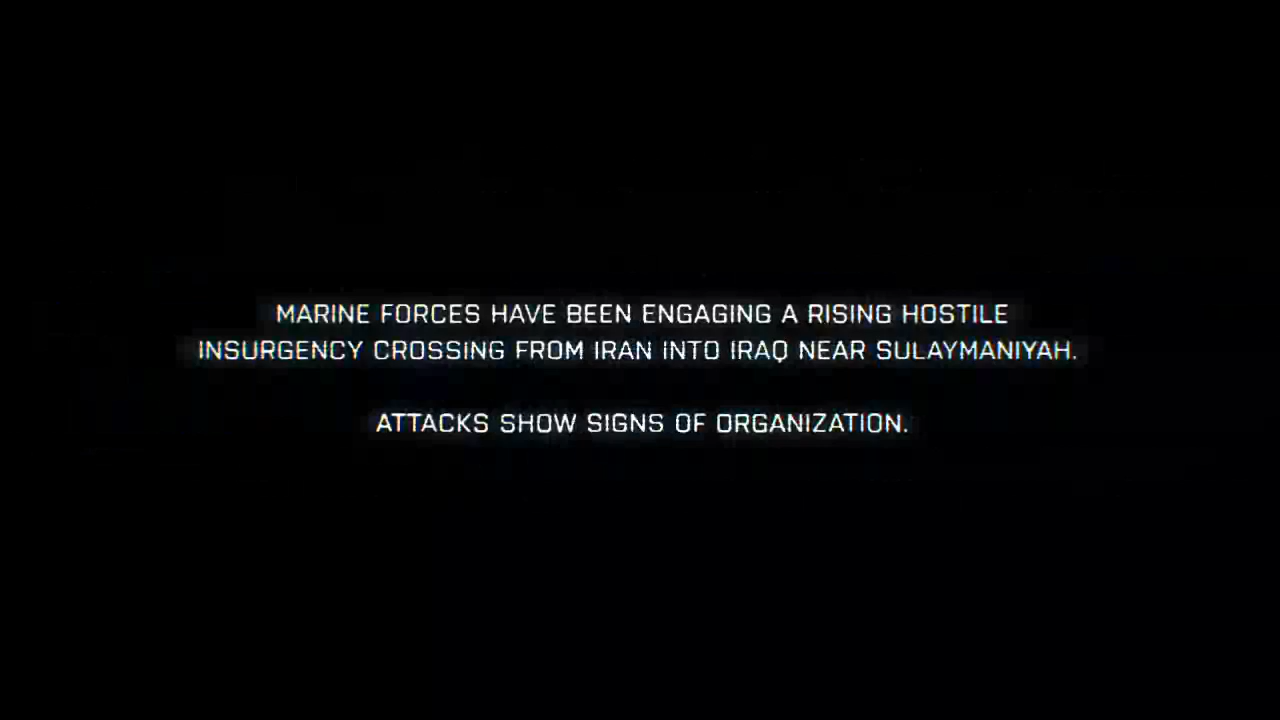 MARINE FORCES HAVE BEEN ENGAGING A RISING HOSTILE
INSURGENCY CROSSING FROM IRAN INTO IRAQ NEAR SULAYMANIYAH.
ATTACKS SHOW SIGNS OF ORGANIZATION.